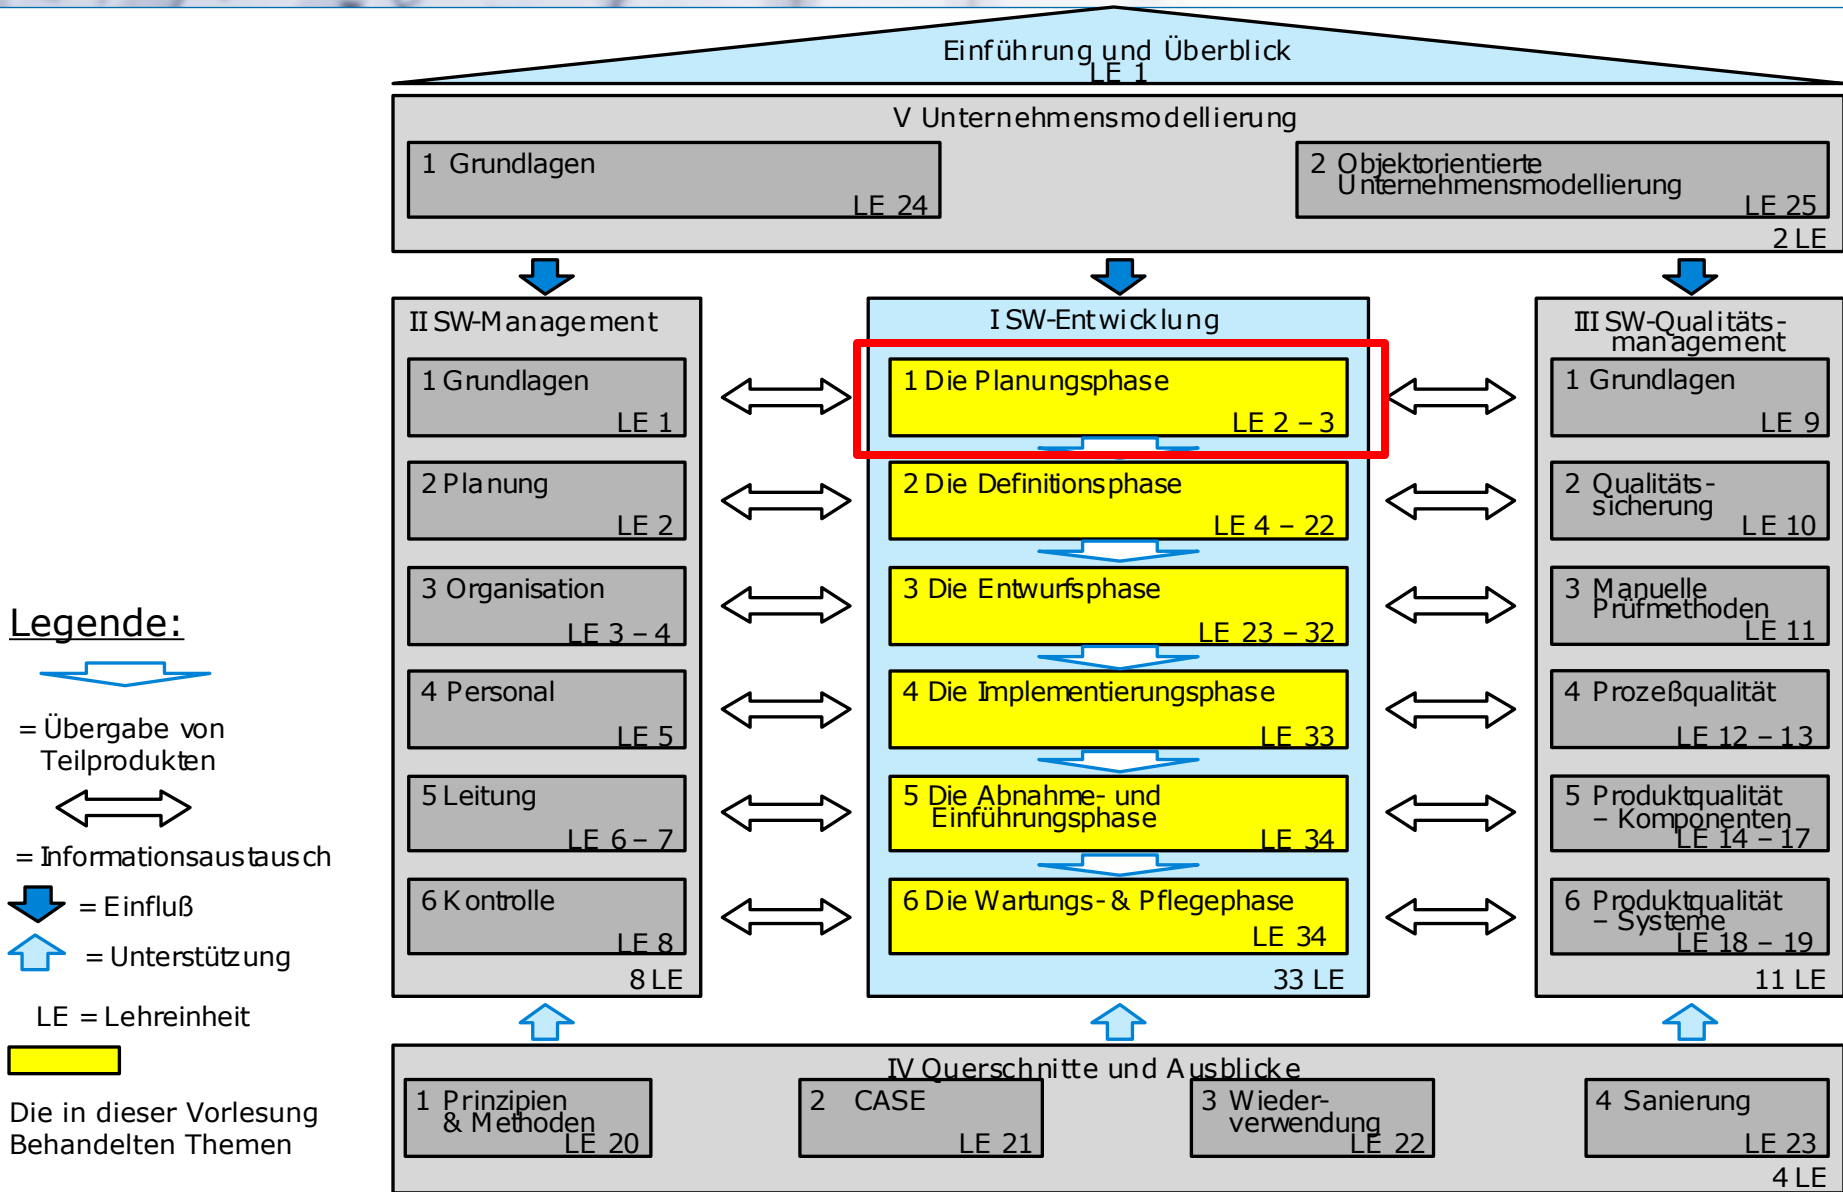 Einführung und Überblick
LE 1
V Unternehmensmodellierung
1 Grundlagen
LE 24
2 Objektorientierte
Unternehmensmodellierung
LE 25
2 LE
II SW-Management
1 Grundlagen
LE 1
2 Planung
LE 2
3 Organisation
LE 3 – 4
4 Personal
LE 5
5 Leitung
LE 6 – 7
6 Kontrolle
LE 8
8 LE
I SW-Entwicklung
1 Die Planungsphase
LE 2 – 3
2 Die Definitionsphase
LE 4 – 22
3 Die Entwurfsphase
LE 23 – 32
4 Die Implementierungsphase
LE 33
5 Die Abnahme- und
Einführungsphase
LE 34
6 Die Wartungs- & Pflegephase
LE 34
33 LE
III SW-Qualitäts-
management
1 Grundlagen
LE 9
2 Qualitäts-
sicherung
LE 10
3 Manuelle
Prüfmethoden
LE 11
4 Prozeßqualität
LE 12 – 13
5 Produktqualität
– Komponenten
LE 14 – 17
6 Produktqualität
– Systeme
LE 18 – 19
11 LE
IV Querschnitte und Ausblicke
1 Prinzipien
& Methoden
LE 20
2 CASE
LE 21
3 Wieder-
verwendung
LE 22
4 Sanierung
LE 23
4 LE
Legende:
= Übergabe von
Teilprodukten
= Informationsaustausch
= Einfluß
= Unterstützung
LE = Lehreinheit
Die in dieser Vorlesung
Behandelten Themen